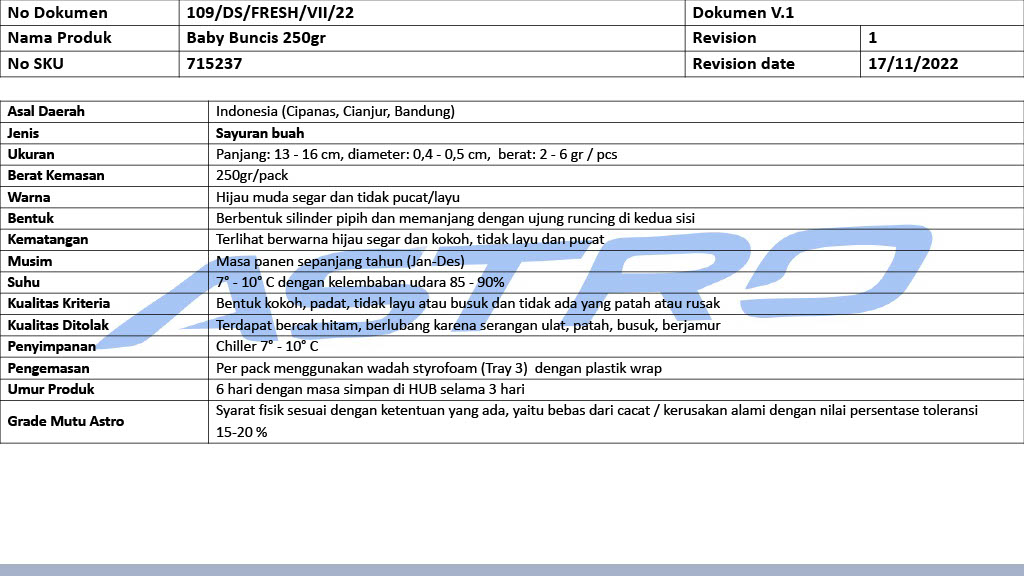 No Dokumen 109/DS/FRESH/VII/22 Dokumen V.1
Nama Produk Baby Buncis 250gr Revision 1
No SKU 715237 Revision date 17/11/2022
Asal Daerah Indonesia (Cipanas, Cianjur, Bandung)
Jenis Sayuran buah
Ukuran Panjang: 13 - 16 cm, diameter: 0,4 - 0,5 cm, berat: 2 - 6 gr / pcs
Berat Kemasan 250gr/pack
Warna Hijau muda segar dan tidak pucat/layu
Bentuk Berbentuk silinder pipih dan memanjang dengan ujung runcing di kedua sisi
Kematangan Terlihat berwarna hijau segar dan kokoh, tidak layu dan pucat
Musim Masa panen sepanjang tahun (Jan-Des)
Suhu 7° - 10° C dengan kelembaban udara 85 - 90%
Kualitas Kriteria Bentuk kokoh, padat, tidak layu atau busuk dan tidak ada yang patah atau rusak
Kualitas Ditolak Terdapat bercak hitam, berlubang karena serangan ulat, patah, busuk, berjamur
Penyimpanan Chiller 7° - 10° C
Pengemasan Per pack menggunakan wadah styrofoam (Tray 3) dengan plastik wrap
Umur Produk 6 hari dengan masa simpan di HUB selama 3 hari
Grade Mutu Astro Syarat fisik sesuai dengan ketentuan yang ada, yaitu bebas dari cacat / kerusakan alami dengan nilai persentase toleransi
15-20 %
ASTRO